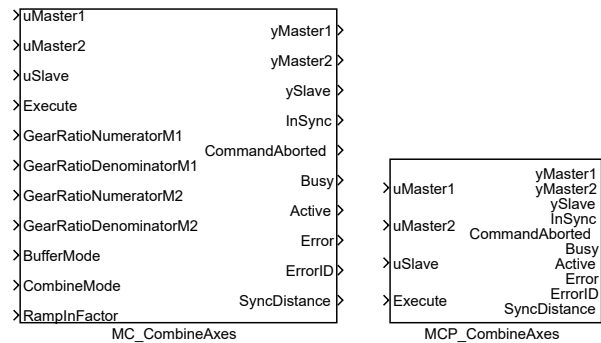 uMaster1
uMaster2
uSlave
Execute
GearRatioNumeratorM1
GearRatioDenominatorM1
GearRatioNumeratorM2
GearRatioDenominatorM2
BufferMode
CombineMode
RampInFactor
yMaster1
yMaster2
ySlave
InSync
CommandAborted
Busy
Active
Error
ErrorID
SyncDistance
MC_CombineAxes
uMaster1
uMaster2
uSlave
Execute
yMaster1
yMaster2
ySlave
InSync
CommandAborted
Busy
Active
Error
ErrorID
SyncDistance
MCP_CombineAxes